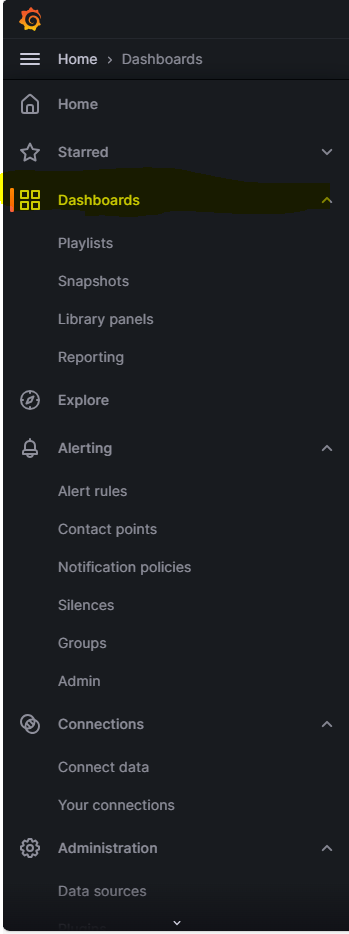 Home › Dashboards
Home
Starred
Dashboards
Playlists
Snapshots
Library panels
Reporting
Explore
Alerting
Alert rules
Contact points
Notification policies
Silences
Groups
Admin
Connections
Connect data
Your connections
Administration
Data sources